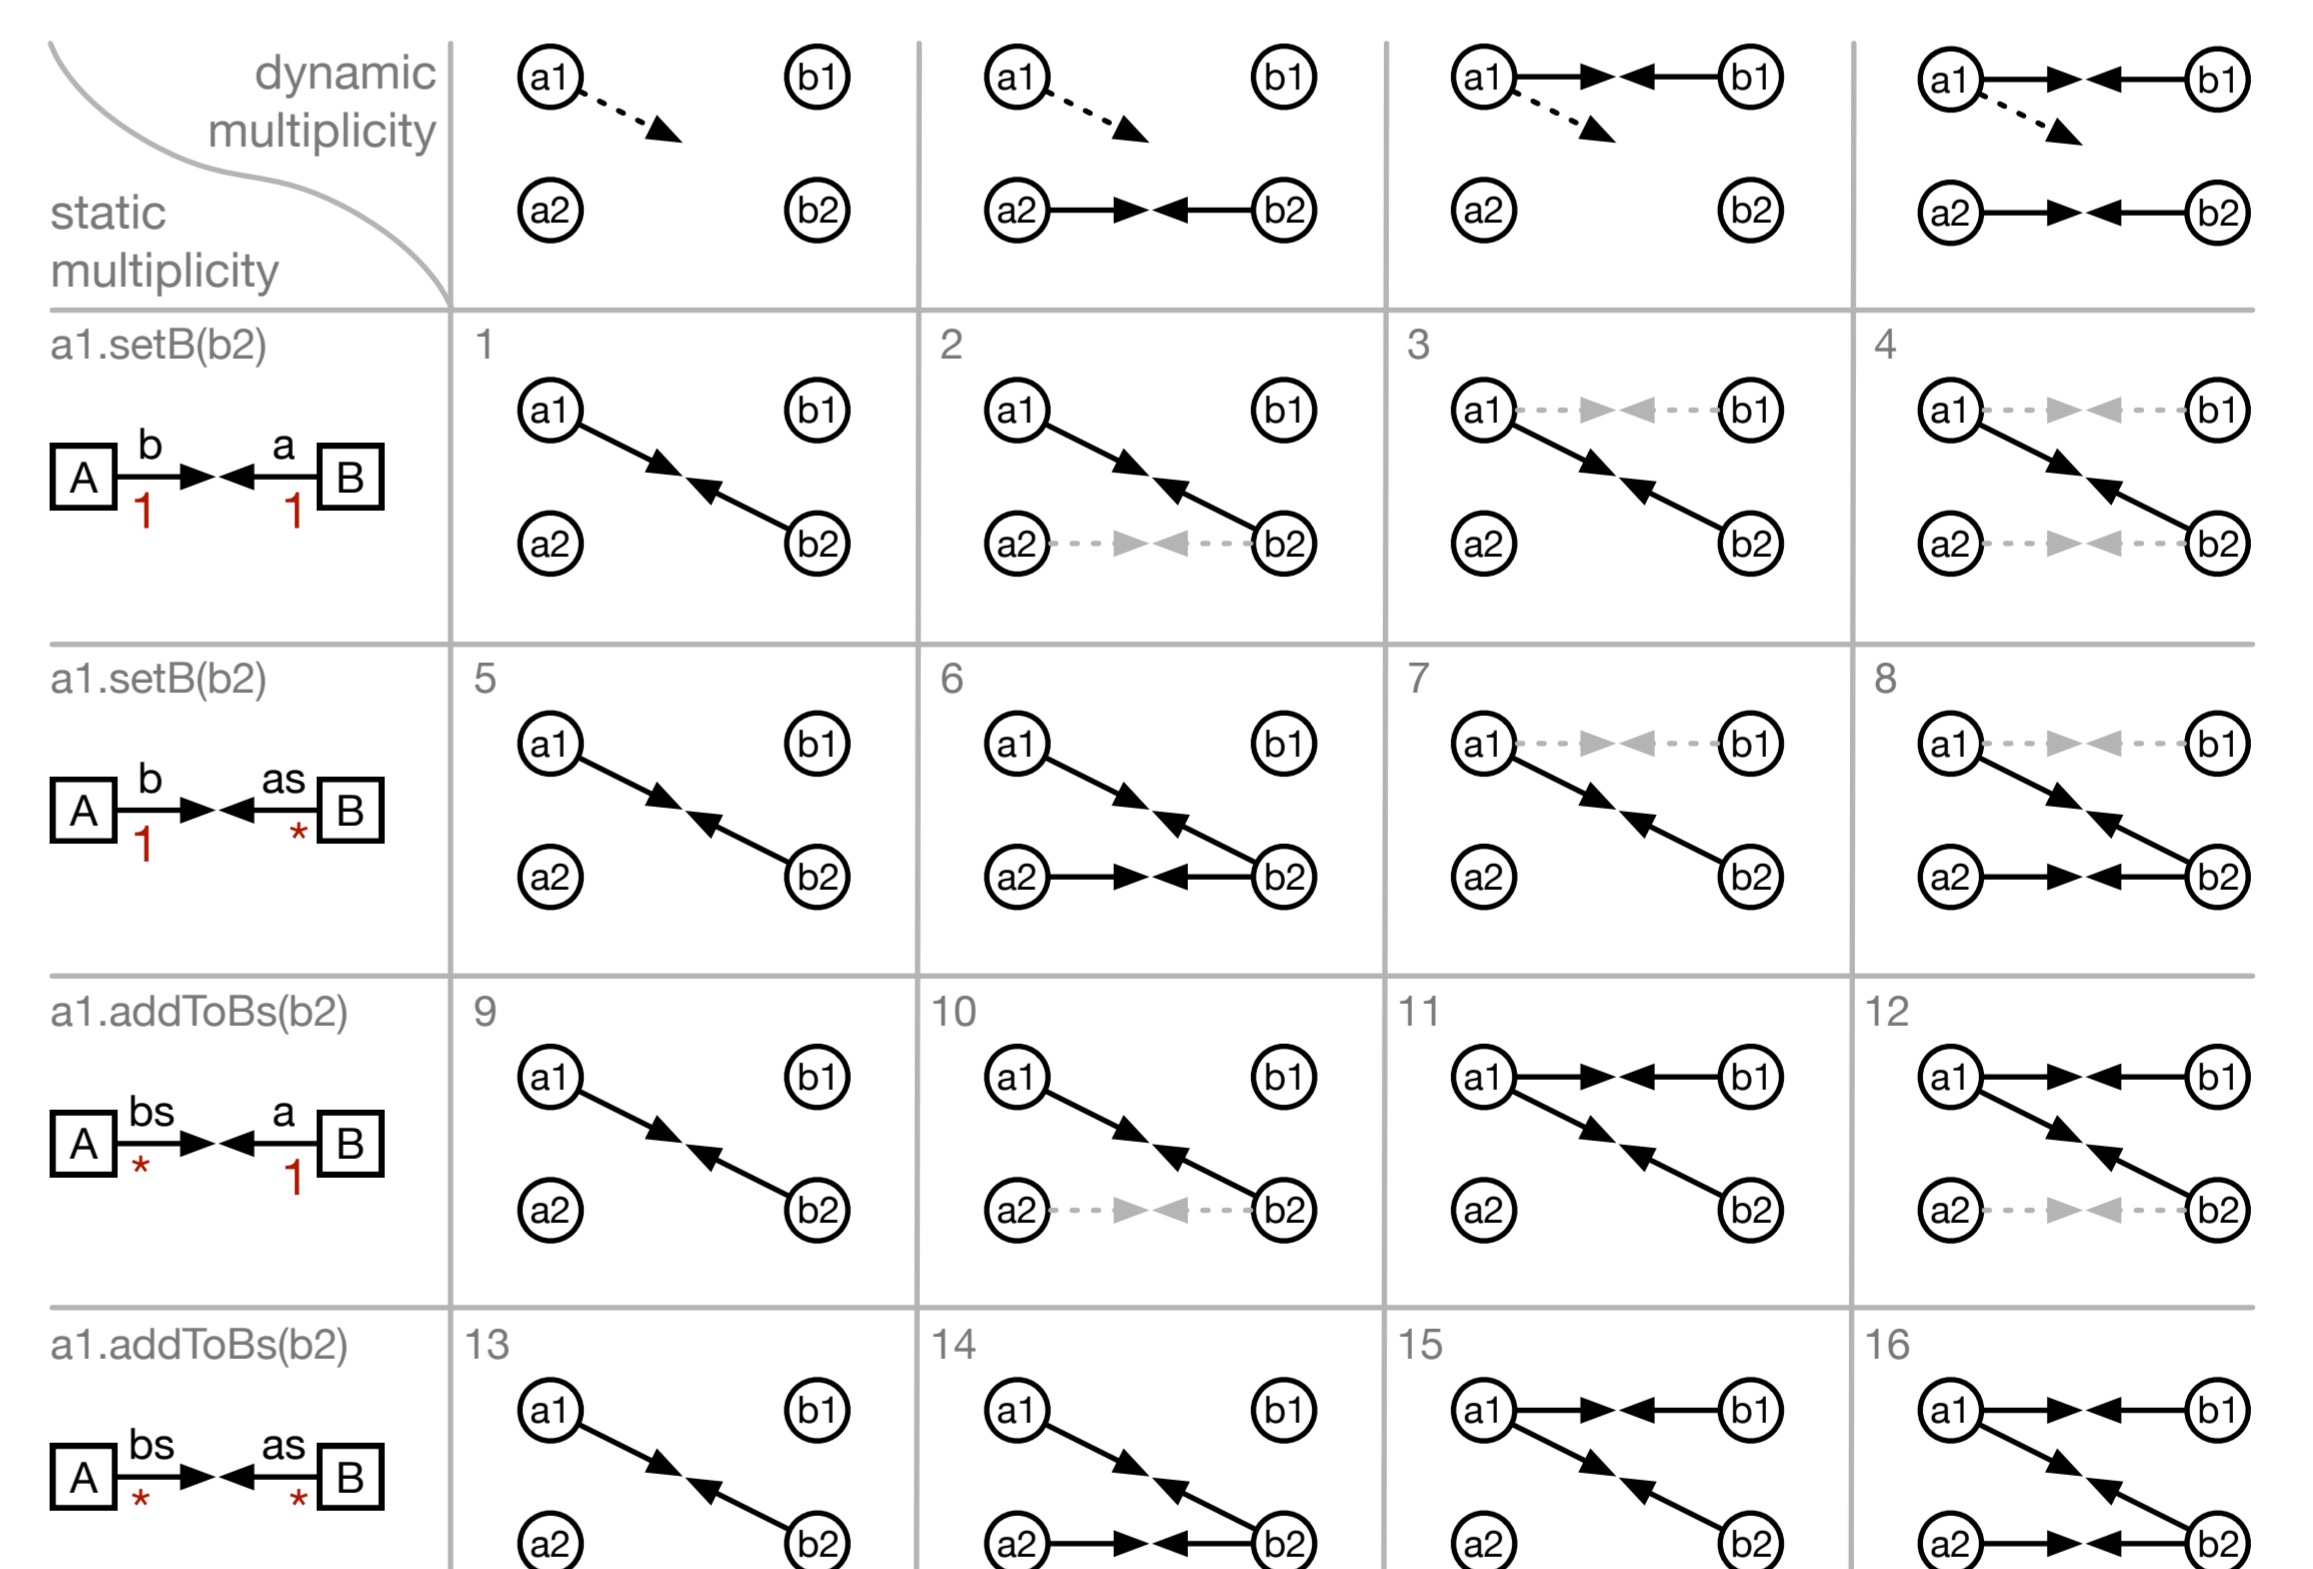 dynamic
multiplicity
static
multiplicity
a1 b1
a2 b2
a1 b1
a2 b2
a1 b1
a2 b2
a1 b1
a2 b2
a1.setB(b2)
A b a B
1 1
1
a1 b1
a2 b2
2
a1 b1
a2 b2
3
a1 b1
a2 b2
4
a1 b1
a2 b2
a1.setB(b2)
A b as B
1 *
5
a1 b1
a2 b2
6
a1 b1
a2 b2
7
a1 b1
a2 b2
8
a1 b1
a2 b2
a1.addToBs(b2)
A bs a B
* 1
9
a1 b1
a2 b2
10
a1 b1
a2 b2
11
a1 b1
a2 b2
12
a1 b1
a2 b2
a1.addToBs(b2)
A bs as B
* *
13
a1 b1
a2 b2
14
a1 b1
a2 b2
15
a1 b1
a2 b2
16
a1 b1
a2 b2